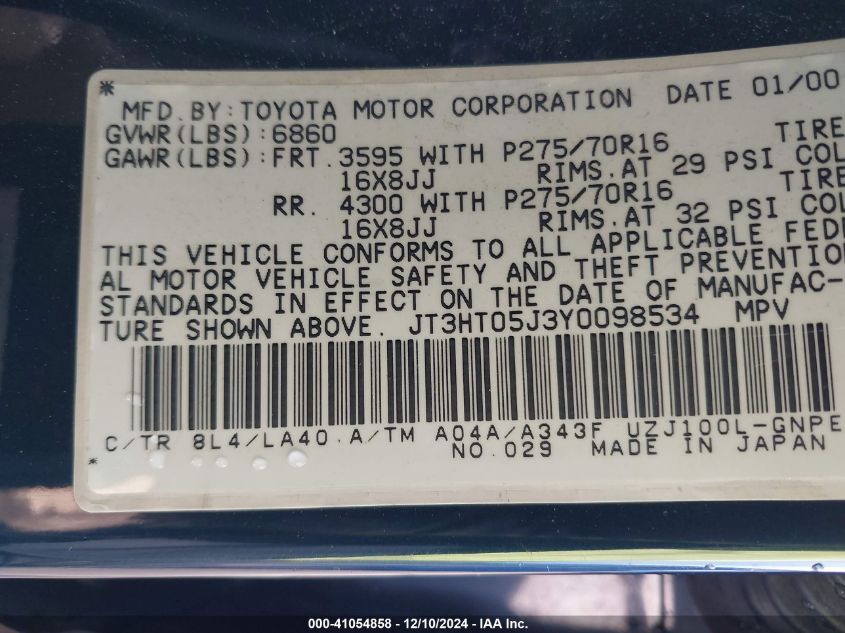 *
MFD. BY: TOYOTA MOTOR CORPORATION DATE 01/00
GVWR(LBS): 6860
GAWR(LBS): FRT. 3595 WITH P275/70R16 TIRE
16X8JJ RIMS. AT 29 PSI COL
RR. 4300 WITH P275/70R16 TIRE
16X8JJ RIMS. AT 32 PSI COL
THIS VEHICLE CONFORMS TO ALL APPLICABLE FEDE
AL MOTOR VEHICLE SAFETY AND THEFT PREVENTIO
STANDARDS IN EFFECT ON THE DATE OF MANUFAC-
TURE SHOWN ABOVE. JT3HT05J3Y0098534 MPV
C/TR 8L4/LA40. A/TM A04A/A343F UZJ100L-GNPE
* NO. 029 MADE IN JAPAN
000-41054858 - 12/10/2024 - IAA Inc.